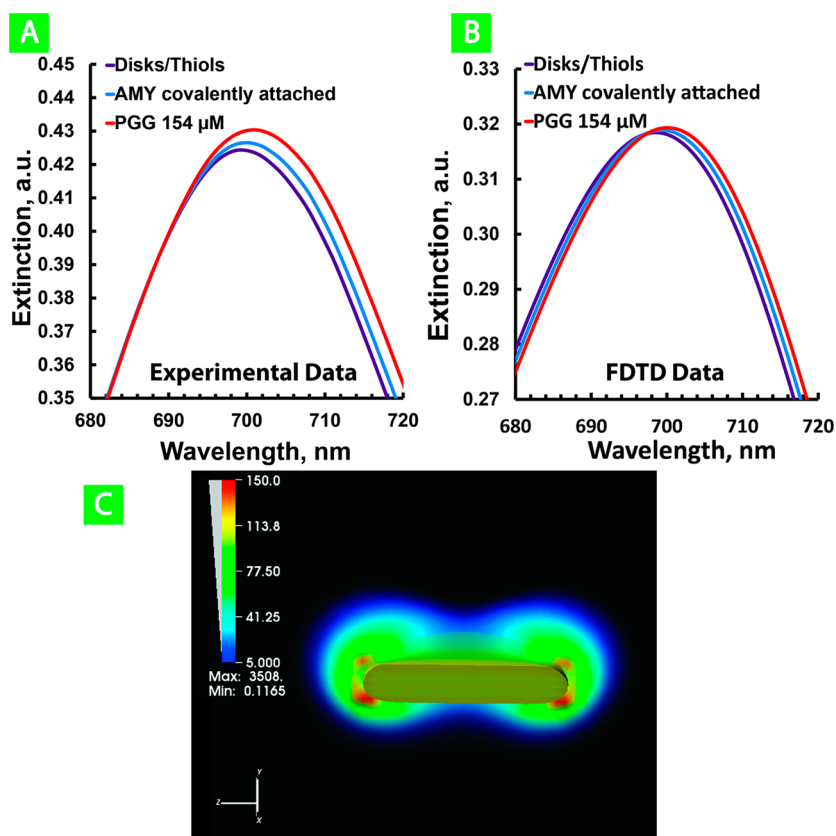 A
Disks/Thiols
AMY covalently attached
PGG 154 µM
0.45
0.44
0.43
0.42
0.41
0.40
0.39
0.38
0.37
0.36
0.35
Extinction, a.u.
Experimental Data
680
690
700
710
720
Wavelength, nm
B
Disks/Thiols
AMY covalently attached
PGG 154 µM
0.33
0.32
0.31
0.30
0.29
0.28
0.27
Extinction, a.u.
FDTD Data
680
690
700
710
720
Wavelength, nm
C
150.0
113.8
77.50
41.25
5.000
Max: 3508.
Min: 0.1165
Y
Z
X